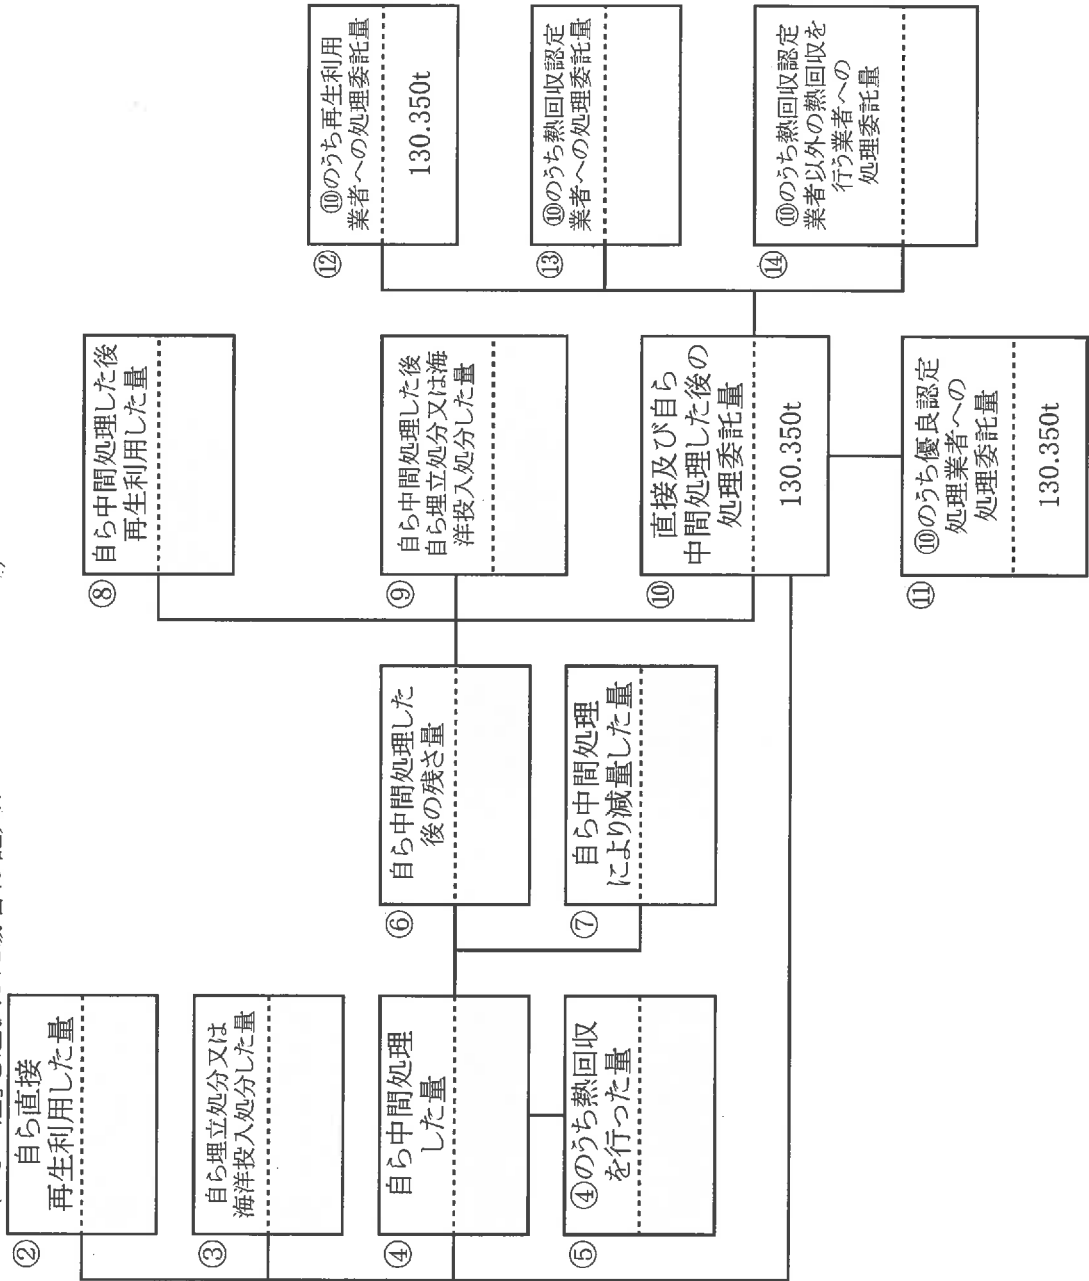 ②
自ら直接
再生利用した量
③
自ら埋立処分又は
海洋投入処分した量
④
自ら中間処理
した量
⑤
④のうち熱回収
を行った量
⑥
自ら中間処理した
後の残さ量
⑦
自ら中間処理
により減量した量
⑧
自ら中間処理した後
再生利用した量
⑨
自ら中間処理した後
自ら埋立処分又は海
洋投入処分した量
⑩
直接及び自ら
中間処理した後の
処理委託量
130.350t
⑪
⑩のうち優良認定
処理業者への
処理委託量
130.350t
⑫
⑩のうち再生利用
業者への処理委託量
130.350t
⑬
⑩のうち熱回収認定
業者への処理委託量
⑭
⑩のうち熱回収認定
業者以外の熱回収を
行う業者への
処理委託量